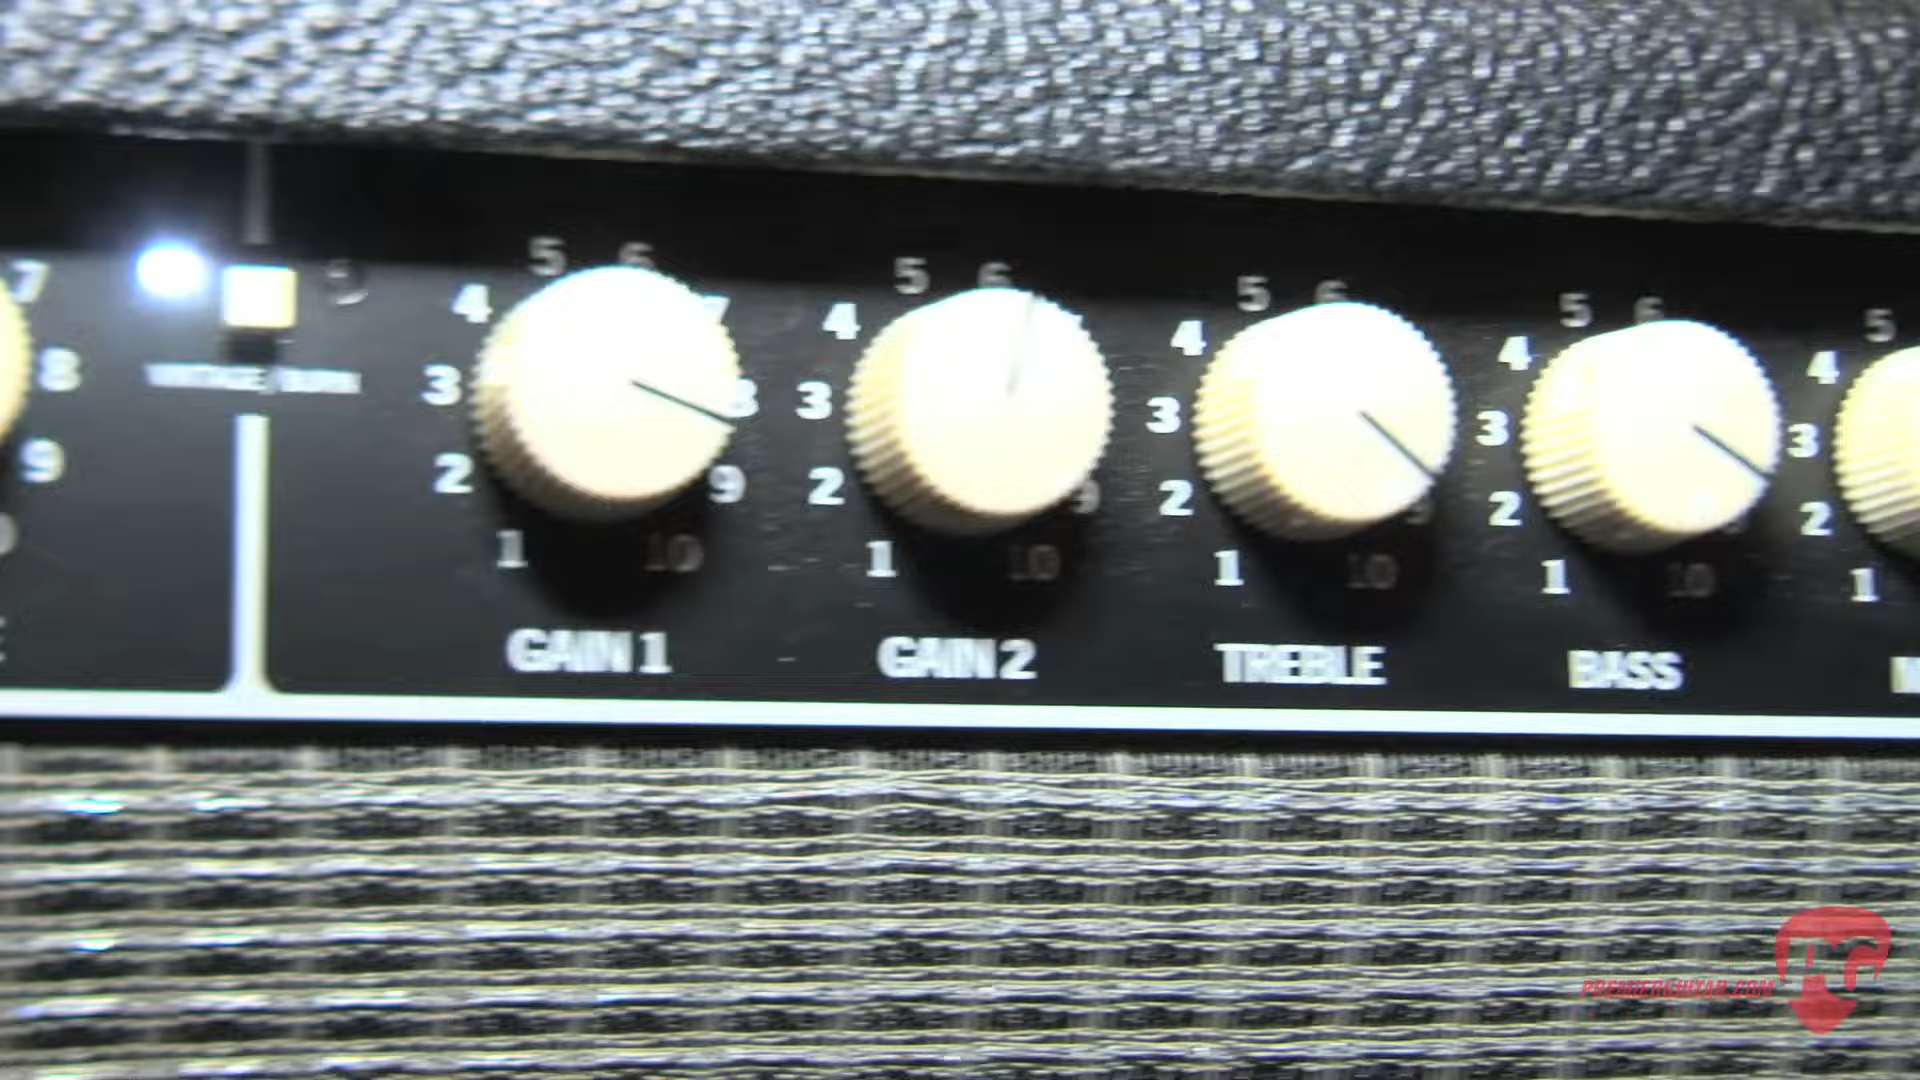 7 8 9
5 6 4 7 3 8 2 9 1 10
5 6 4 3 2 9 1 10
5 6 4 3 2 9 1 10
5 6 4 3 2 1 10
5 4 3 2 1
GAIN 1 GAIN 2 TREBLE BASS
PREMIERGUITAR.COM